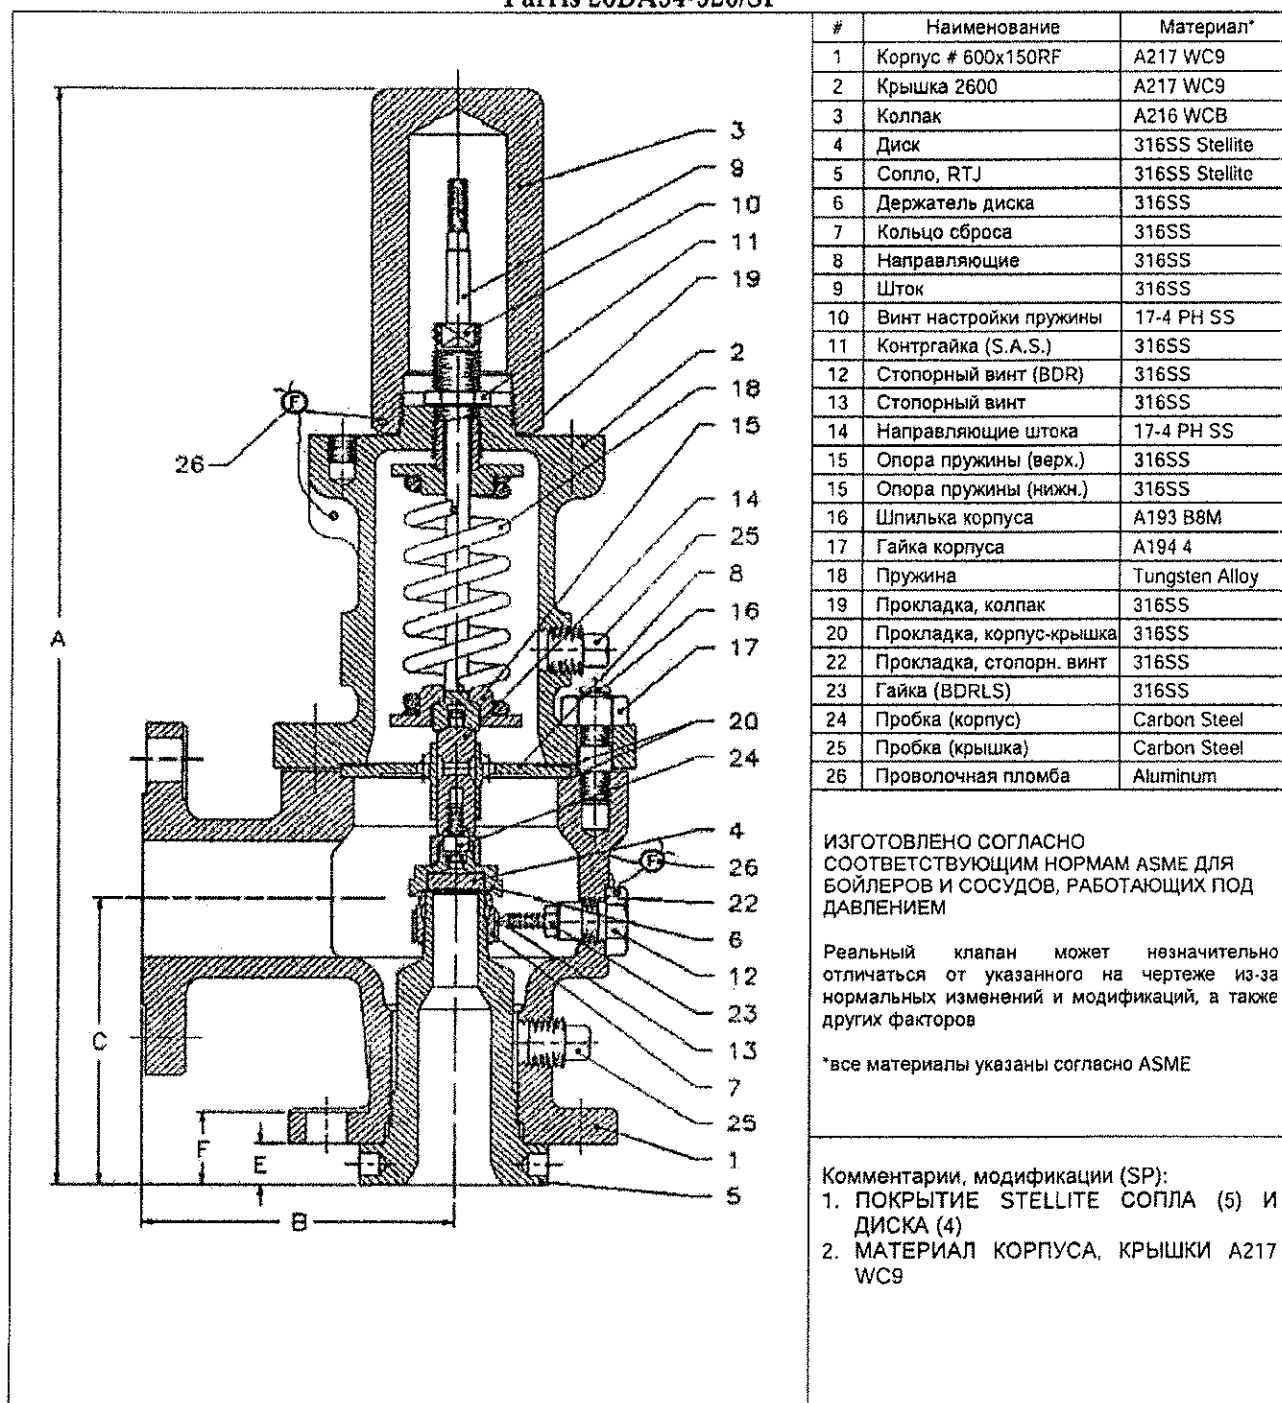 Farris 26DA34-320/SP
# Наименование Материал*
1 Корпус # 600x150RF A217 WC9
2 Крышка 2600 A217 WC9
3 Колпак A216 WCB
4 Диск 316SS Stellite
5 Сопло, RTJ 316SS Stellite
6 Держатель диска 316SS
7 Кольцо сброса 316SS
8 Направляющие 316SS
9 Шток 316SS
10 Винт настройки пружины 17-4 PH SS
11 Контргайка (S.A.S.) 316SS
12 Стопорный винт (BDR) 316SS
13 Стопорный винт 316SS
14 Направляющие штока 17-4 PH SS
15 Опора пружины (верх.) 316SS
15 Опора пружины (нижн.) 316SS
16 Шпилька корпуса A193 B8M
17 Гайка корпуса A194 4
18 Пружина Tungsten Alloy
19 Прокладка, колпак 316SS
20 Прокладка, корпус-крышка 316SS
22 Прокладка, стопорн. винт 316SS
23 Гайка (BDRLS) 316SS
24 Пробка (корпус) Carbon Steel
25 Пробка (крышка) Carbon Steel
26 Проволочная пломба Aluminum
ИЗГОТОВЛЕНО СОГЛАСНО
СООТВЕТСТВУЮЩИМ НОРМАМ ASME ДЛЯ
БОЙЛЕРОВ И СОСУДОВ, РАБОТАЮЩИХ ПОД
ДАВЛЕНИЕМ
Реальный клапан может незначительно
отличаться от указанного на чертеже из-за
нормальных изменений и модификаций, а также
других факторов
*все материалы указаны согласно ASME
Комментарии, модификации (SP):
1. ПОКРЫТИЕ STELLITE СОПЛА (5) И
ДИСКА (4)
2. МАТЕРИАЛ КОРПУСА, КРЫШКИ A217
WC9
3
9
10
11
19
2
18
15
14
25
8
16
17
20
24
4
26
22
6
12
23
13
7
25
1
5
F
26
F
A
C
F
E
B